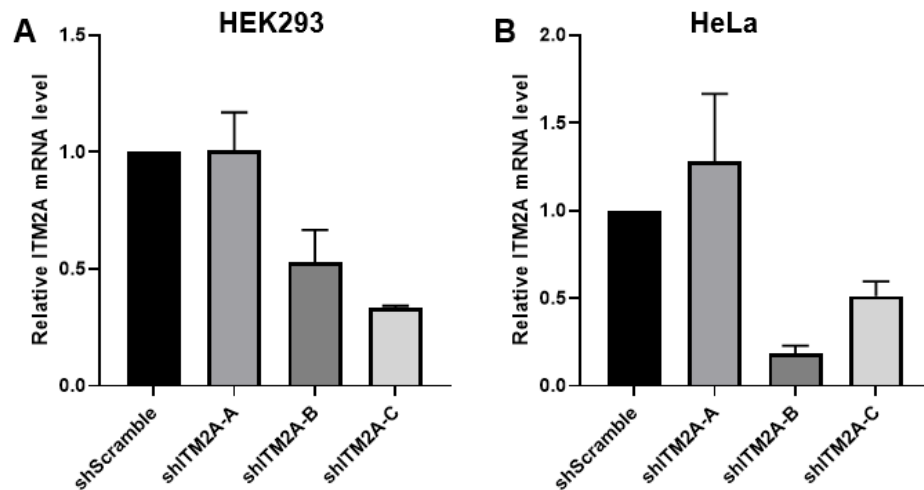 A
HEK293
Relative ITM2A mRNA level
1.5
1.0
0.5
0.0
shScramble
shITM2A-A
shITM2A-B
shITM2A-C
B
HeLa
Relative ITM2A mRNA level
2.0
1.5
1.0
0.5
0.0
shScramble
shITM2A-A
shITM2A-B
shITM2A-C